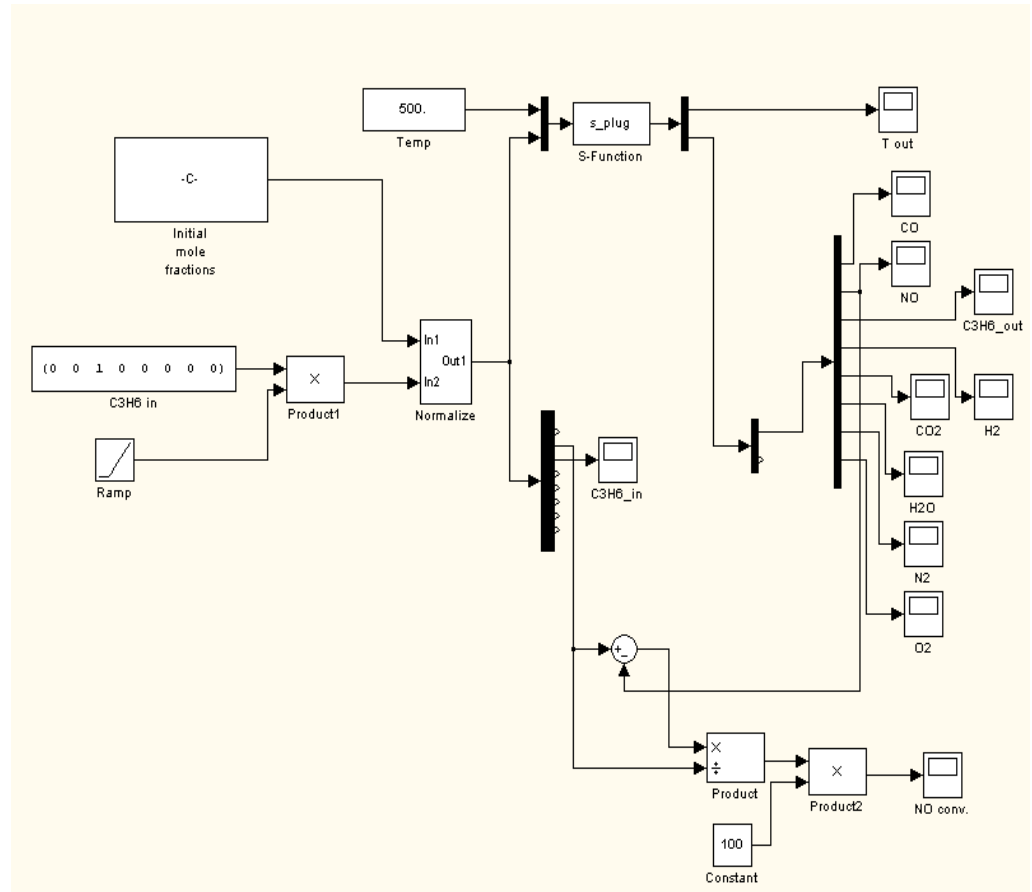 500.
Temp
s_plug
S-Function
T out
-C-
Initial
mole
fractions
CO
NO
C3H6_out
In1
Out1
In2
Normalize
(0 0 1 0 0 0 0 0)
C3H6 in
×
Product1
Ramp
C3H6_in
CO2
H2
H2O
N2
O2
+
-
×
÷
Product
×
Product2
NO conv.
100
Constant